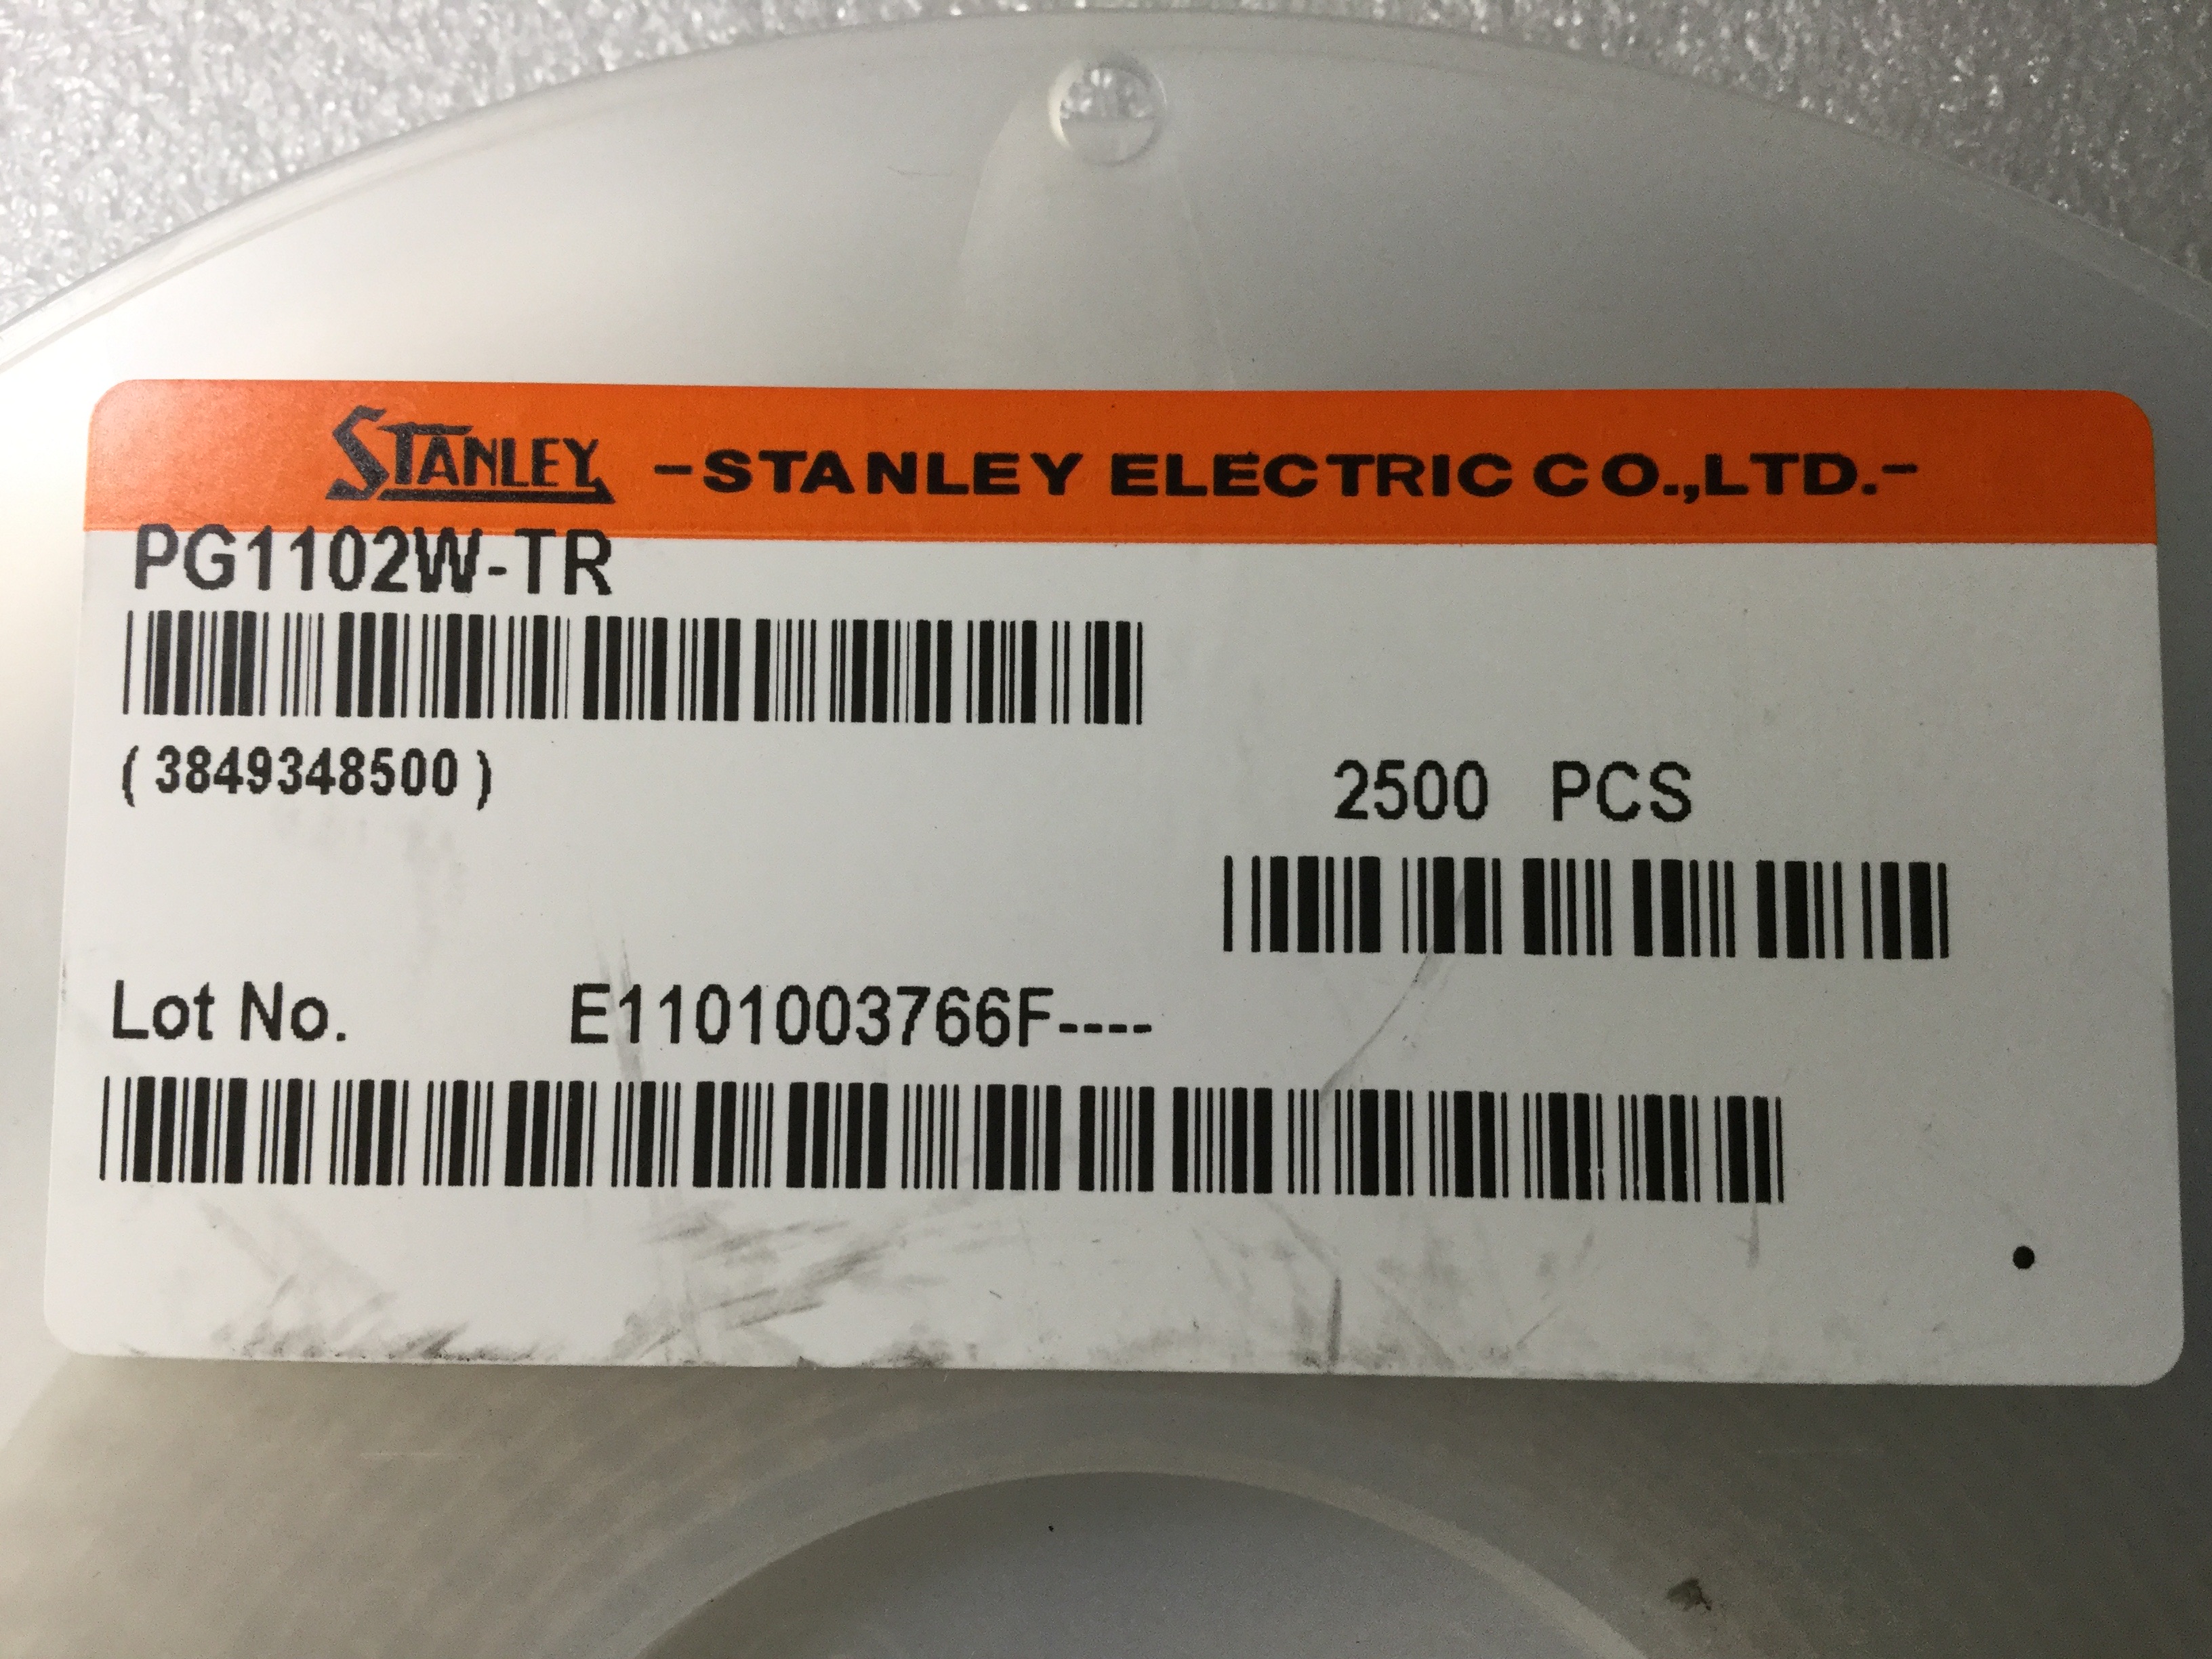 STANLEY -STANLEY ELECTRIC CO.,LTD.-
PG1102W-TR
( 3849348500 )
2500 PCS
Lot No. E1101003766F----